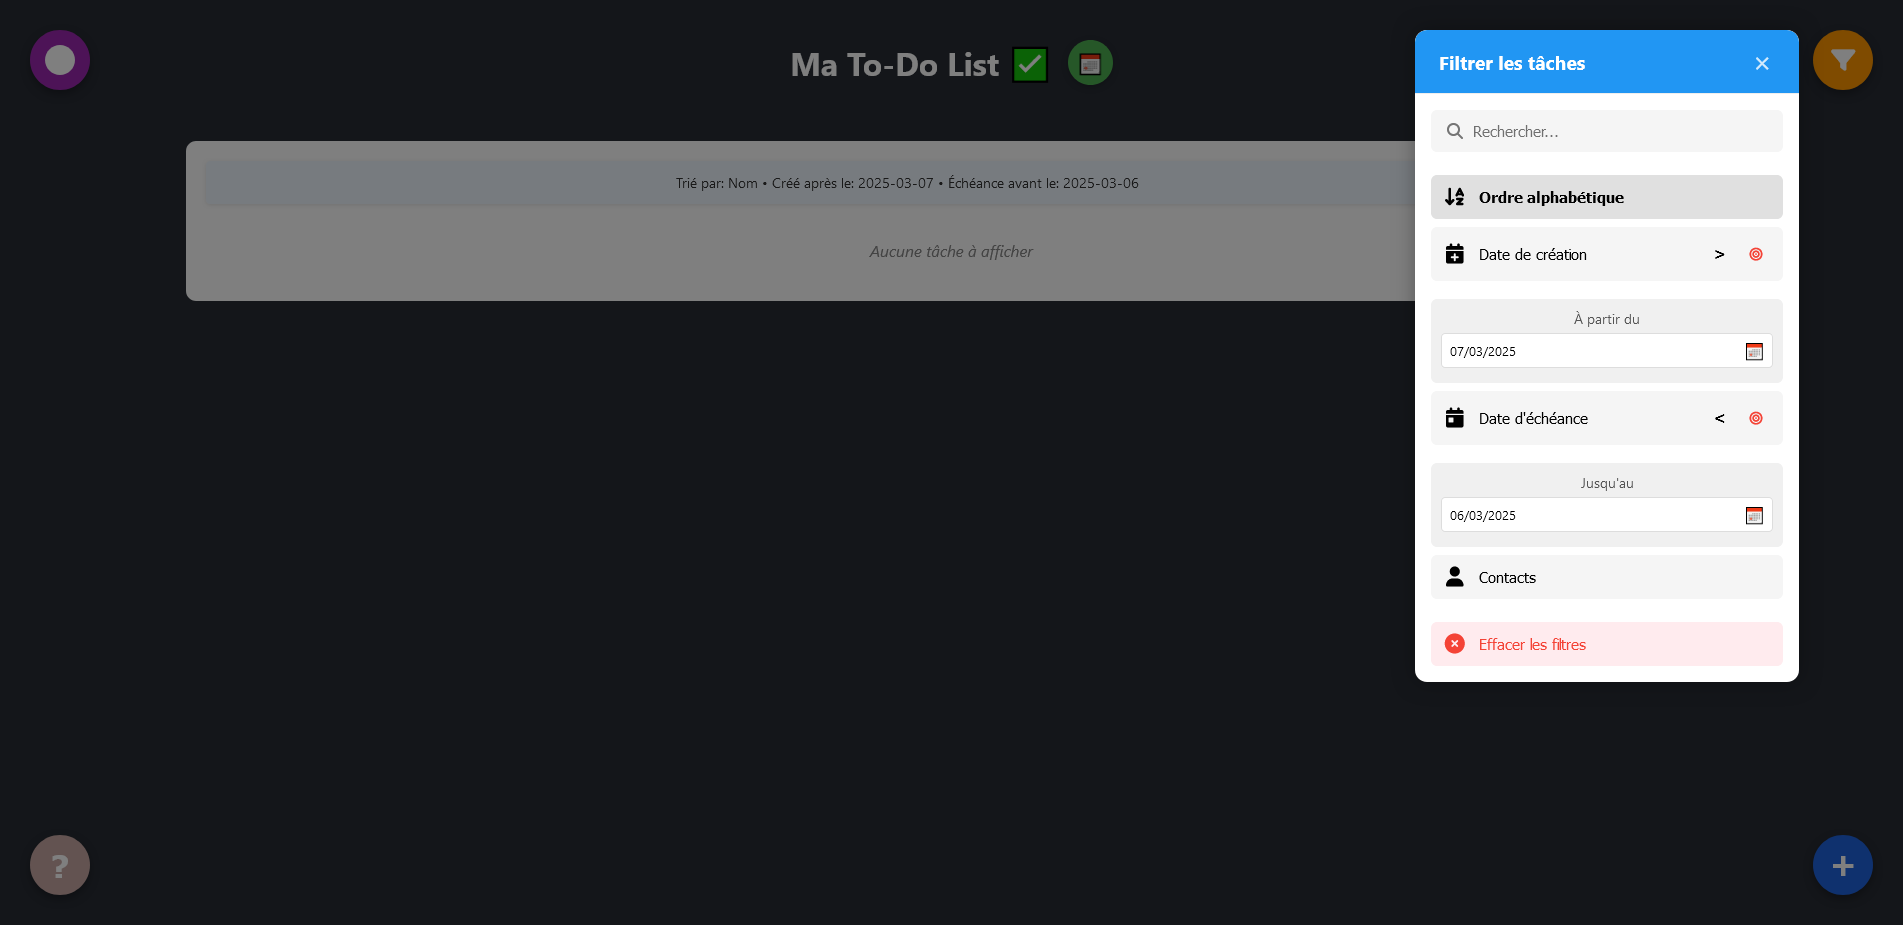 Ma To-Do List
Trié par: Nom • Créé après le: 2025-03-07 • Échéance avant le: 2025-03-06
Aucune tâche à afficher
Filtrer les tâches ×
Rechercher...
Ordre alphabétique
Date de création >
À partir du
07/03/2025
Date d'échéance <
Jusqu'au
06/03/2025
Contacts
Effacer les filtres
?
+